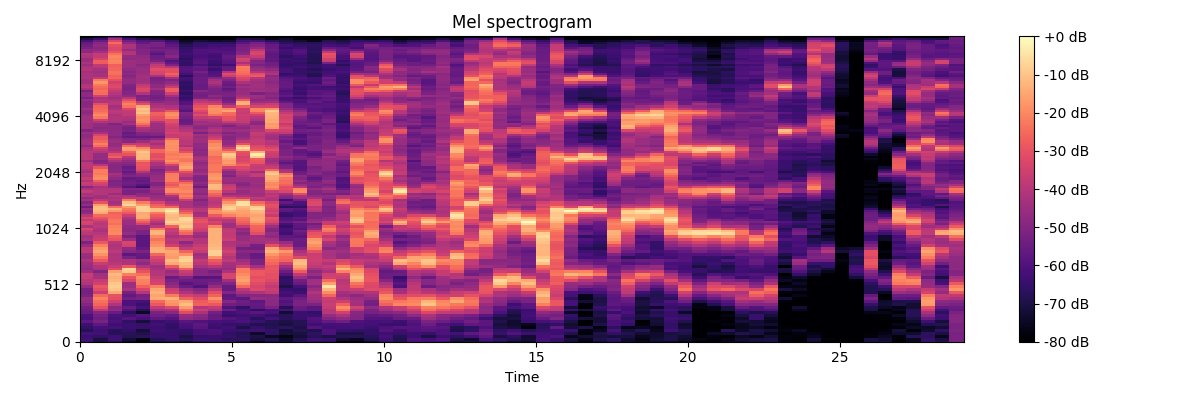 Mel spectrogram
Hz
8192
4096
2048
1024
512
0
0 5 10 15 20 25
Time
+0 dB
-10 dB
-20 dB
-30 dB
-40 dB
-50 dB
-60 dB
-70 dB
-80 dB